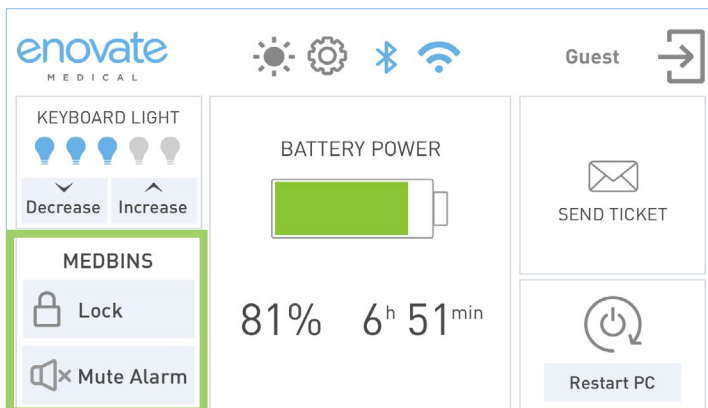 enovate
MEDICAL
Guest
KEYBOARD LIGHT
Decrease Increase
MEDBINS
Lock
Mute Alarm
BATTERY POWER
81% 6h 51min
SEND TICKET
Restart PC